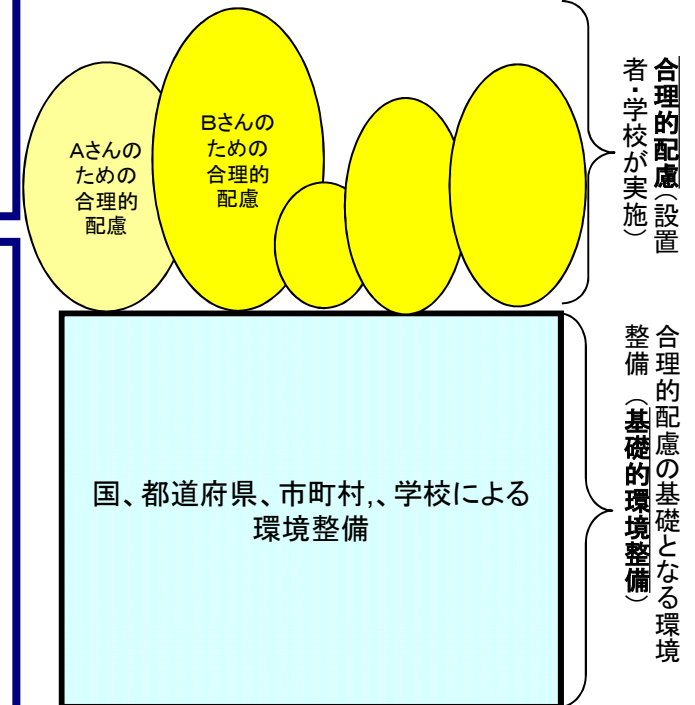 Aさんの
ための
合理的
配慮
Bさんの
ための
合理的
配慮
合理的配慮（設置
者・学校が実施）
国、都道府県、市町村,、学校による
環境整備
合理的配慮の基礎となる環境
整備（基礎的環境整備）